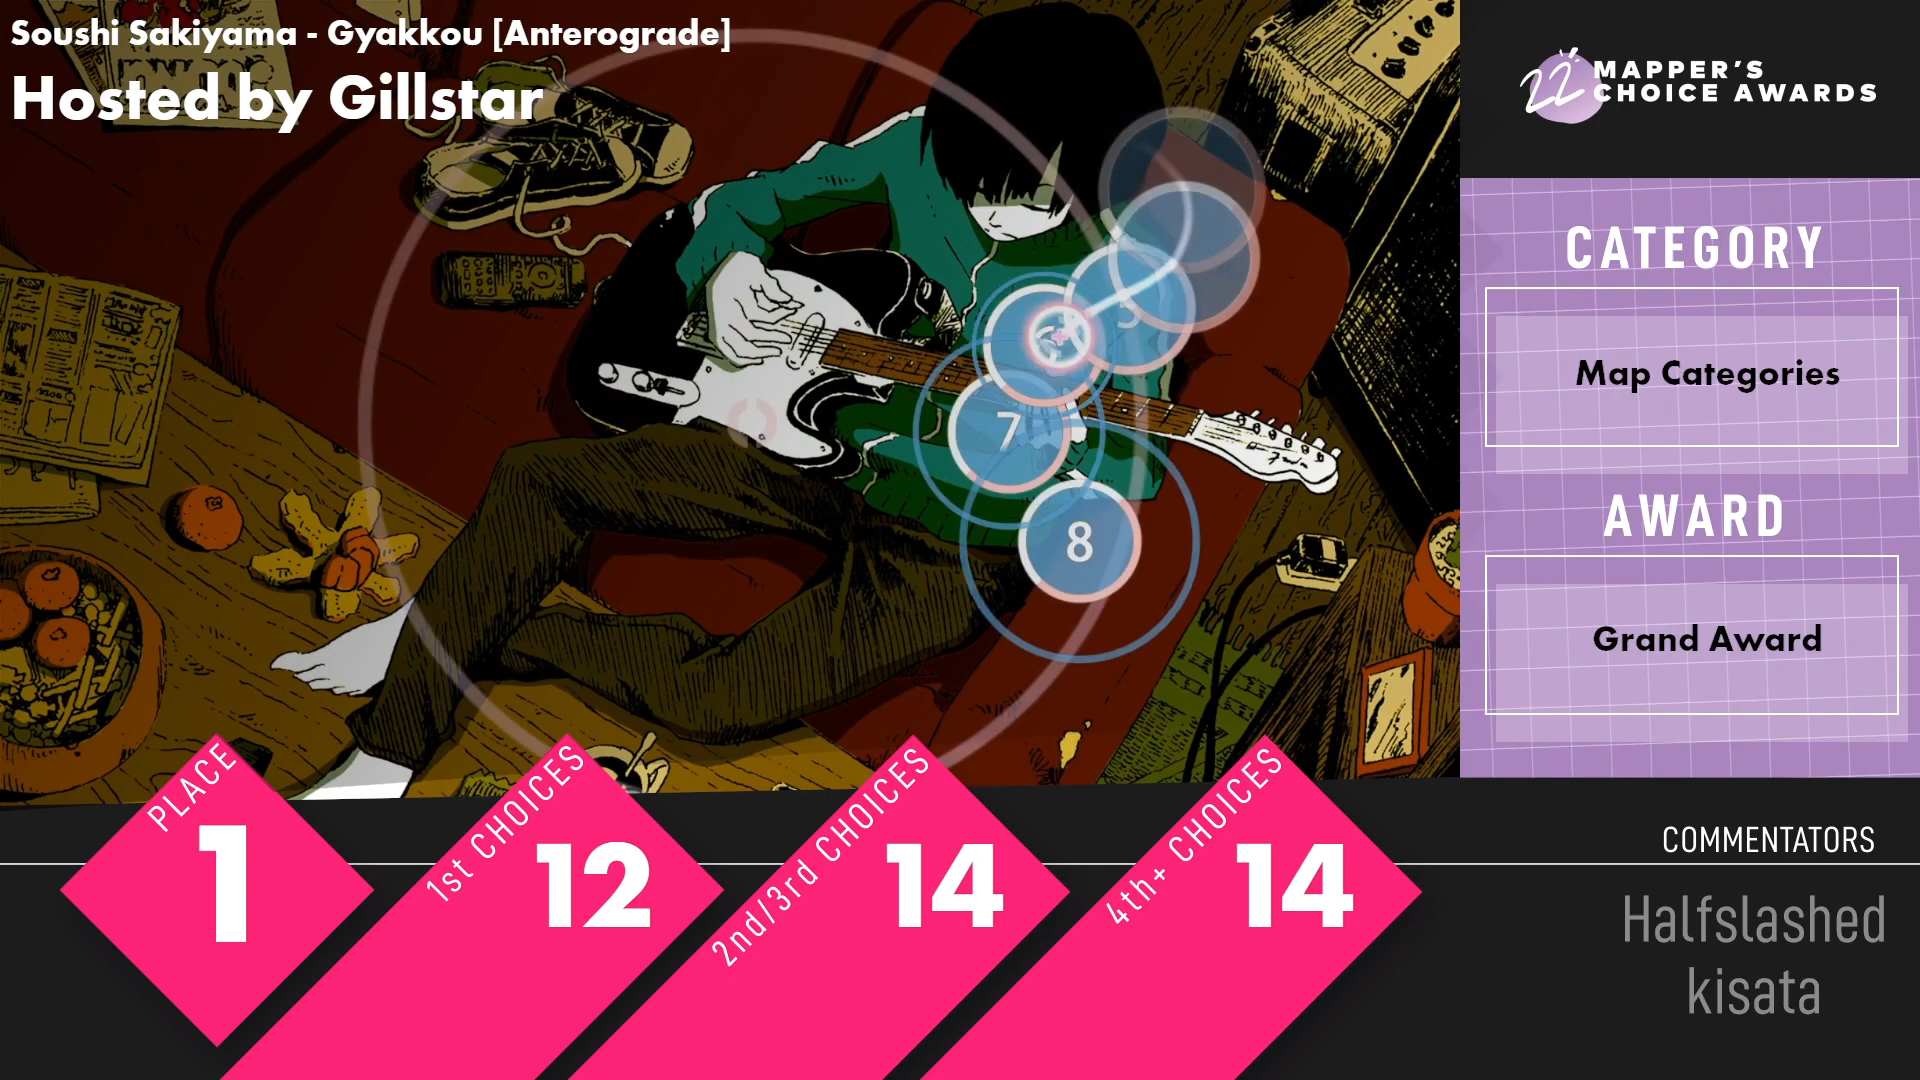 Soushi Sakiyama - Gyakkou [Anterograde]
Hosted by Gillstar
22
MAPPER'S
CHOICE AWARDS
CATEGORY
Map Categories
AWARD
Grand Award
5
7
8
PLACE
1
1st CHOICES
12
2nd/3rd CHOICES
14
4th+ CHOICES
14
COMMENTATORS
Halfslashed
kisata